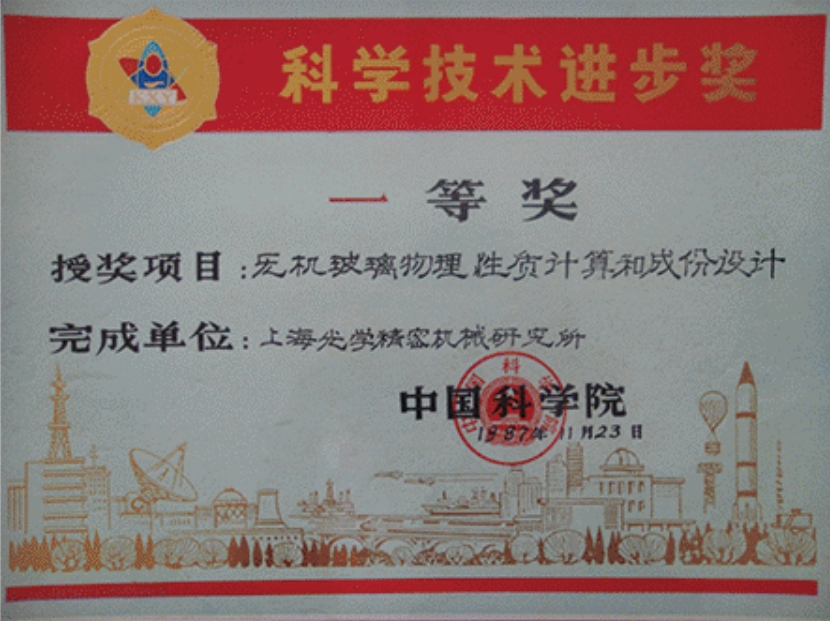 科学技术进步奖
一等奖
授奖项目:无机玻璃物理性质计算和成份设计
完成单位:上海光学精密机械研究所
中国科学院
1987年11月23日